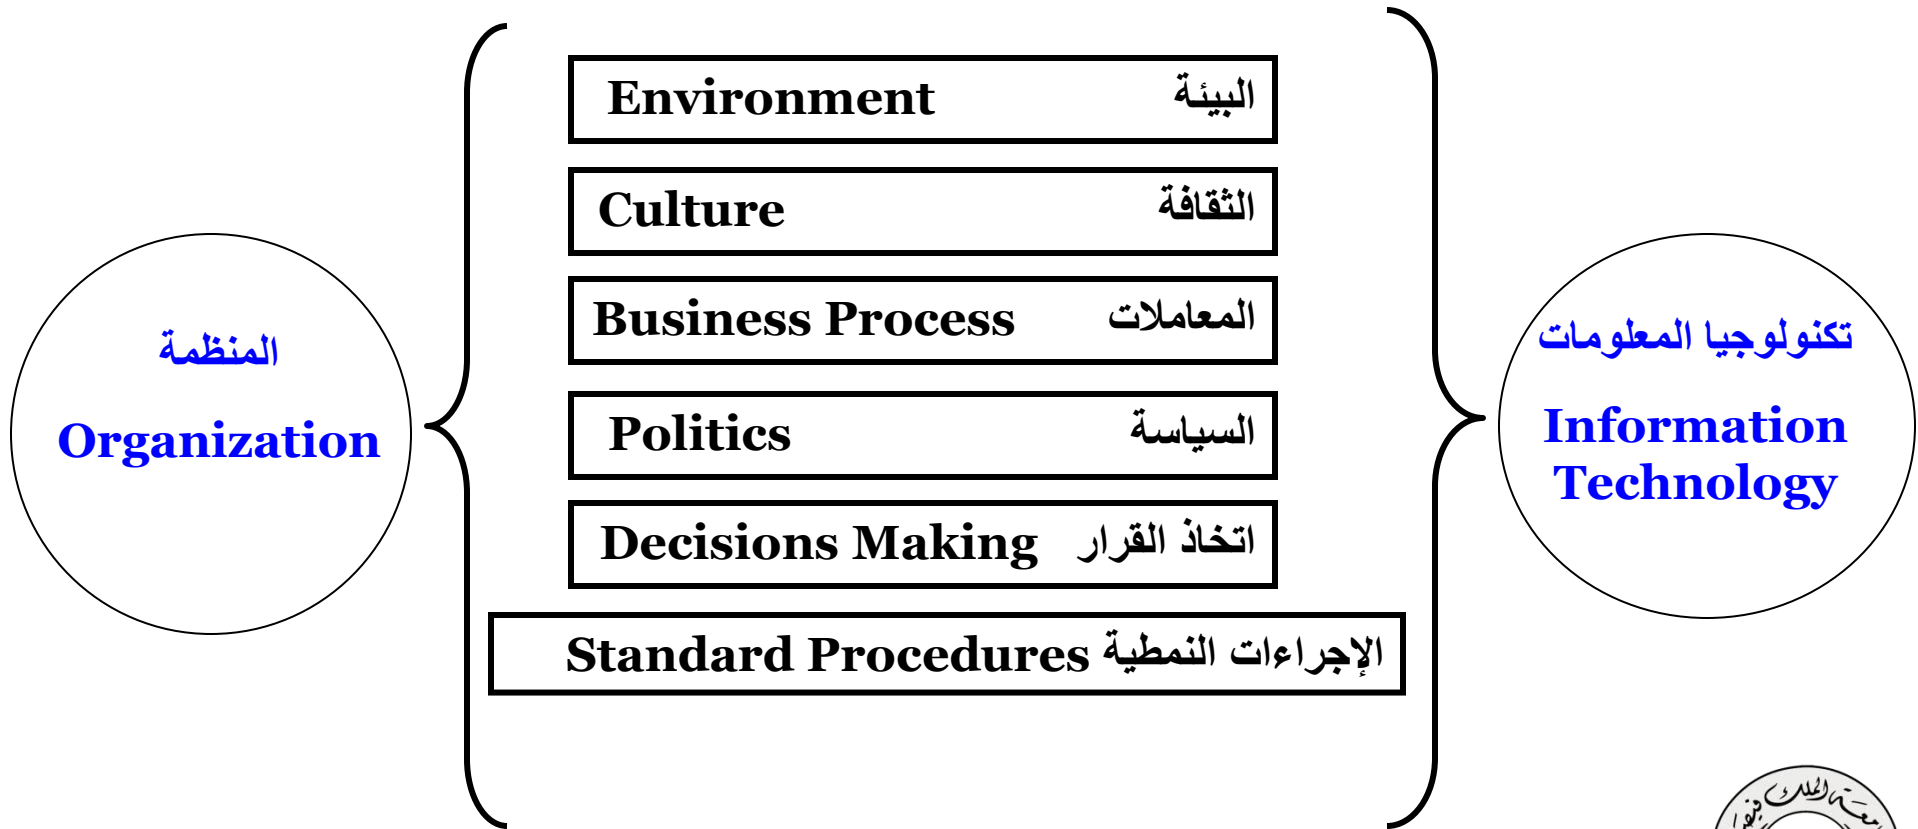 المنظمة
Organization
Environment البيئة
Culture الثقافة
Business Process المعاملات
Politics السياسة
Decisions Making اتخاذ القرار
Standard Procedures الإجراءات النمطية
تكنولوجيا المعلومات
Information
Technology
الملك